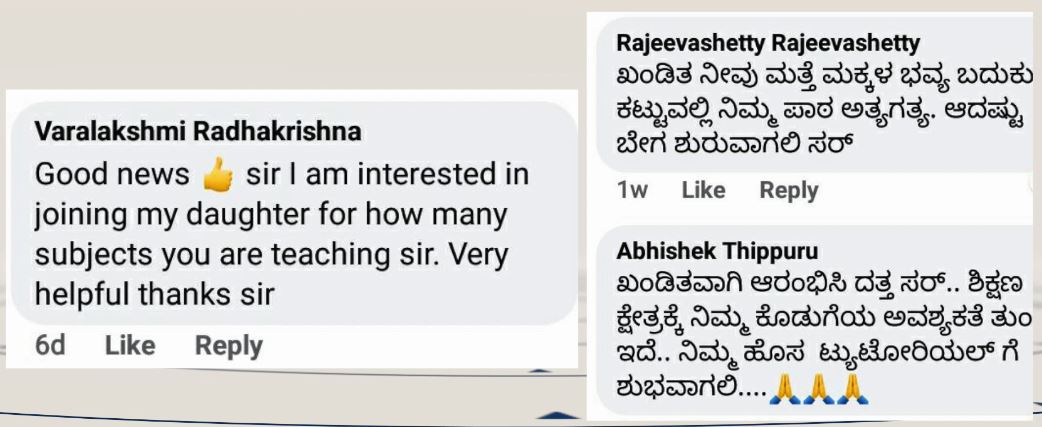 Varalakshmi Radhakrishna
Good news 👍 sir I am interested in
joining my daughter for how many
subjects you are teaching sir. Very
helpful thanks sir
6d Like Reply
Rajeevashetty Rajeevashetty
ಖಂಡಿತ ನೀವು ಮತ್ತೆ ಮಕ್ಕಳ ಭವ್ಯ ಬದುಕು
ಕಟ್ಟುವಲ್ಲಿ ನಿಮ್ಮ ಪಾಠ ಅತ್ಯಗತ್ಯ. ಆದಷ್ಟು
ಬೇಗ ಶುರುವಾಗಲಿ ಸರ್
1w Like Reply
Abhishek Thippuru
ಖಂಡಿತವಾಗಿ ಆರಂಭಿಸಿ ದತ್ತ ಸರ್.. ಶಿಕ್ಷಣ
ಕ್ಷೇತ್ರಕ್ಕೆ ನಿಮ್ಮ ಕೊಡುಗೆಯ ಅವಶ್ಯಕತೆ ತುಂ
ಇದೆ.. ನಿಮ್ಮ ಹೊಸ ಟ್ಯುಟೋರಿಯಲ್ ಗೆ
ಶುಭವಾಗಲಿ....🙏🙏🙏